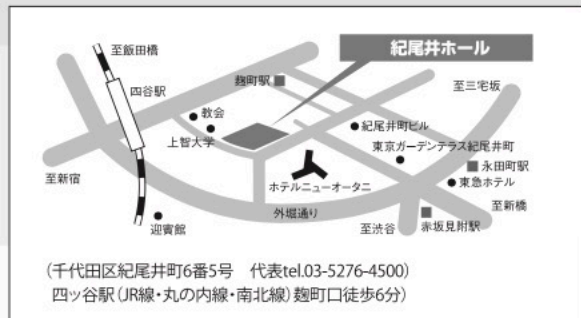 至飯田橋
紀尾井ホール
麹町駅
四谷駅
至三宅坂
教会
上智大学
紀尾井町ビル
東京ガーデンテラス紀尾井町
永田町駅
至新宿
ホテルニューオータニ
東急ホテル
外堀通り
至新橋
迎賓館
至渋谷
赤坂見附駅
(千代田区紀尾井町6番5号 代表tel.03-5276-4500)
四ッ谷駅(JR線・丸の内線・南北線)麹町口徒歩6分)